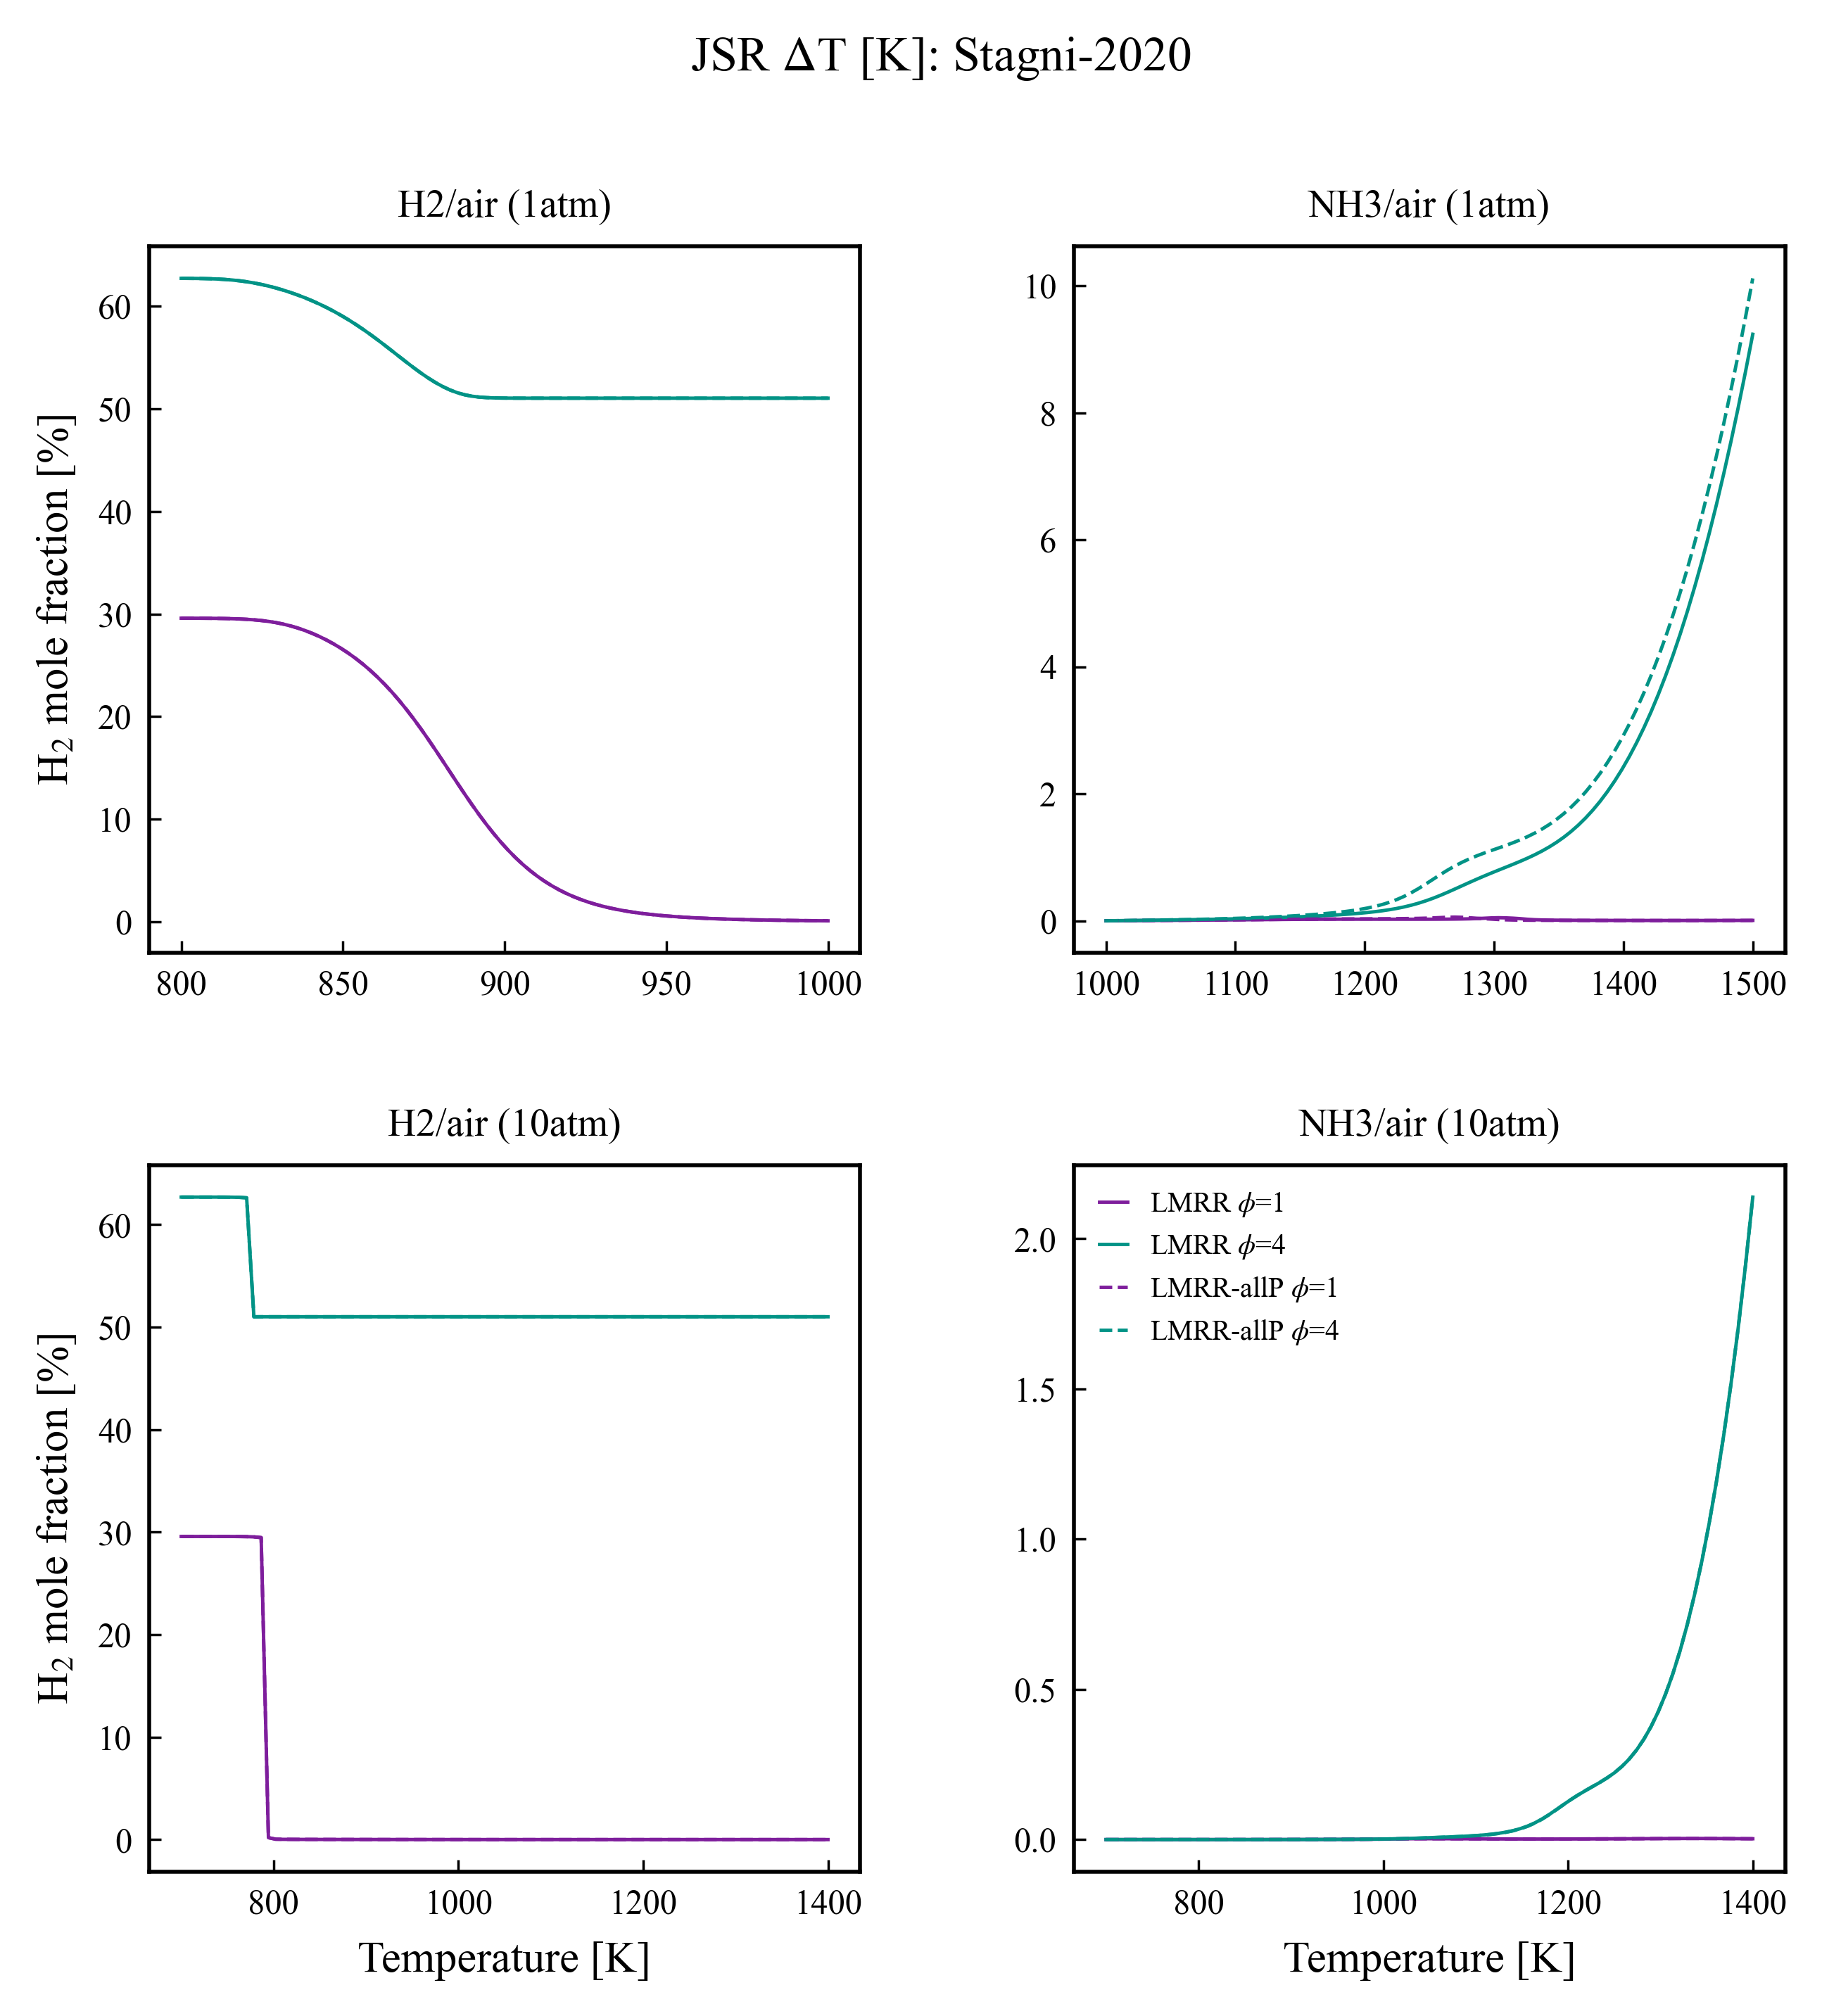 JSR ΔT [K]: Stagni-2020
H2/air (1atm)
H₂ mole fraction [%]
60
50
40
30
20
10
0
800 850 900 950 1000
NH3/air (1atm)
10
8
6
4
2
0
1000 1100 1200 1300 1400 1500
H2/air (10atm)
H₂ mole fraction [%]
60
50
40
30
20
10
0
800 1000 1200 1400
Temperature [K]
NH3/air (10atm)
LMRR ϕ=1
LMRR ϕ=4
LMRR-allP ϕ=1
LMRR-allP ϕ=4
2.0
1.5
1.0
0.5
0.0
800 1000 1200 1400
Temperature [K]